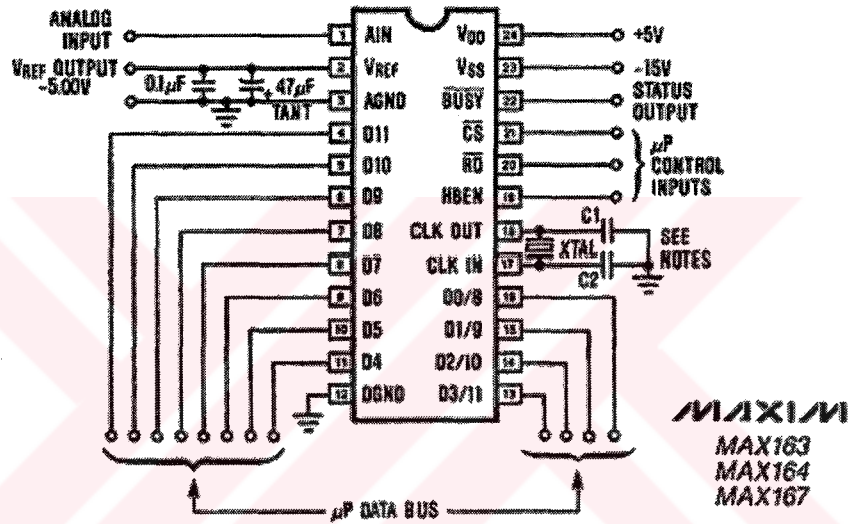 ANALOG INPUT
VREF OUTPUT
-5.00V
0.1µF
47µF
+
TANT
1 AIN
2 VREF
3 AGND
4 D11
5 D10
6 D9
7 D8
8 D7
9 D6
10 D5
11 D4
12 DGND
VDD 24
VSS 23
BUSY 22
CS 21
RD 20
HBEN 19
CLK OUT 18
CLK IN 17
D0/8 16
D1/9 15
D2/10 14
D3/11 13
+5V
-15V
STATUS
OUTPUT
µP
CONTROL
INPUTS
C1
XTAL
C2
SEE
NOTES
µP DATA BUS
MAXIM
MAX163
MAX164
MAX167